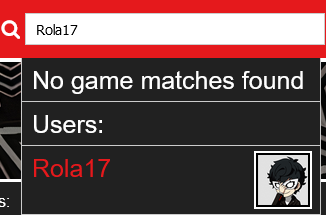 Rola17
No game matches found
Users:
Rola17
s: